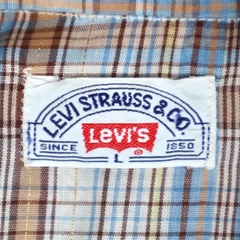 LEVI STRAUSS & CO.
Levi's
SINCE 1850
L